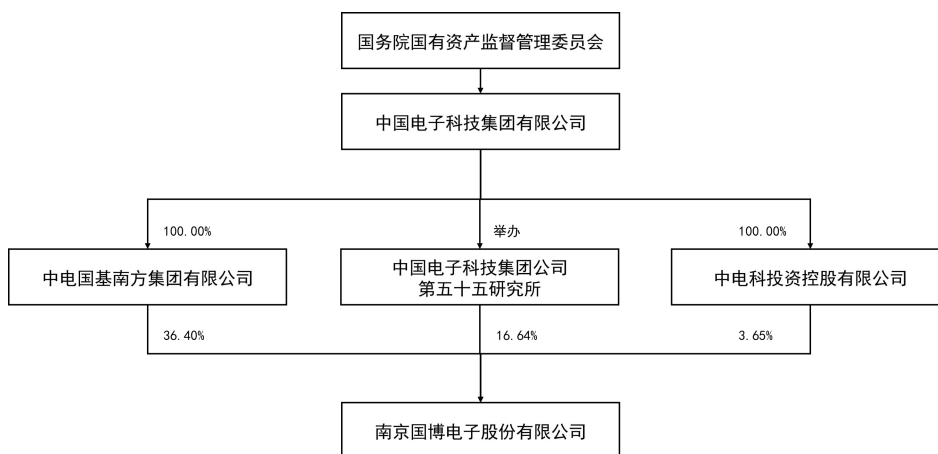 国务院国有资产监督管理委员会
中国电子科技集团有限公司
100.00%
举办
100.00%
中电国基南方集团有限公司
中国电子科技集团公司
第五十五研究所
中电科投资控股有限公司
36.40%
16.64%
3.65%
南京国博电子股份有限公司